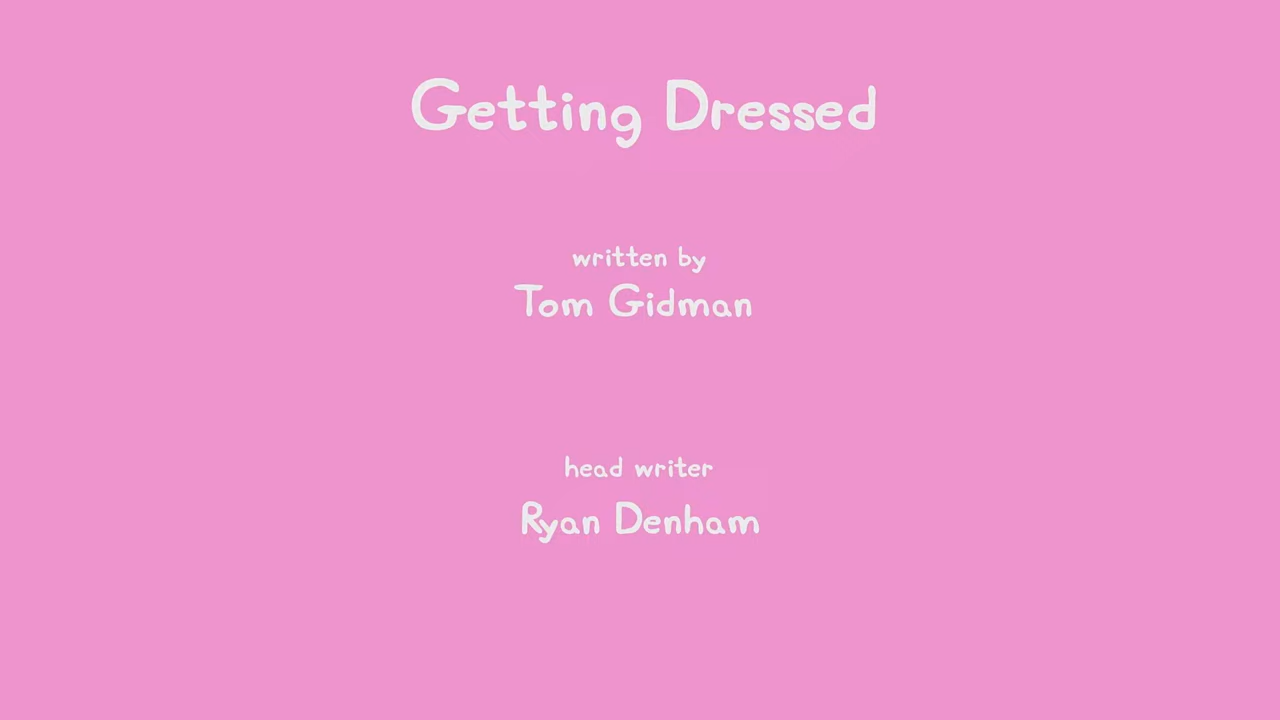 Getting Dressed
written by
Tom Gidman
head writer
Ryan Denham